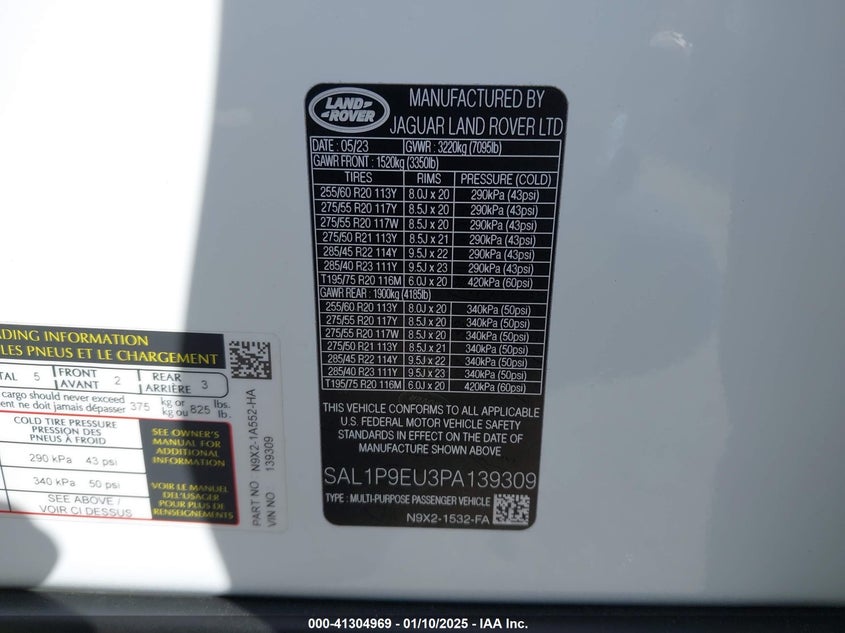 LAND ROVER
MANUFACTURED BY
JAGUAR LAND ROVER LTD
DATE : 05/23 GVWR : 3220kg (7095lb)
GAWR FRONT : 1520kg (3350lb)
TIRES RIMS PRESSURE (COLD)
255/60 R20 113Y 8.0J x 20 290kPa (43psi)
275/55 R20 117Y 8.5J x 20 290kPa (43psi)
275/55 R20 117W 8.5J x 20 290kPa (43psi)
275/50 R21 113Y 8.5J x 21 290kPa (43psi)
285/45 R22 114Y 9.5J x 22 290kPa (43psi)
285/40 R23 111Y 9.5J x 23 290kPa (43psi)
T195/75 R20 116M 6.0J x 20 420kPa (60psi)
GAWR REAR : 1900kg (4185lb)
255/60 R20 113Y 8.0J x 20 340kPa (50psi)
275/55 R20 117Y 8.5J x 20 340kPa (50psi)
275/55 R20 117W 8.5J x 20 340kPa (50psi)
275/50 R21 113Y 8.5J x 21 340kPa (50psi)
285/45 R22 114Y 9.5J x 22 340kPa (50psi)
285/40 R23 111Y 9.5J x 23 340kPa (50psi)
T195/75 R20 116M 6.0J x 20 420kPa (60psi)
THIS VEHICLE CONFORMS TO ALL APPLICABLE
U.S. FEDERAL MOTOR VEHICLE SAFETY
STANDARDS IN EFFECT ON THE DATE OF
MANUFACTURE SHOWN ABOVE
SAL1P9EU3PA139309
TYPE : MULTI-PURPOSE PASSENGER VEHICLE
N9X2-1532-FA
ADING INFORMATION
LES PNEUS ET LE CHARGEMENT
TAL 5 FRONT AVANT 2 REAR ARRIÈRE 3
cargo should never exceed
ent ne doit jamais dépasser 375 kg or kg ou 825 lbs. lb.
COLD TIRE PRESSURE
PRESSION DES
PNEUS À FROID
290 kPa 43 psi
340 kPa 50 psi
SEE ABOVE /
VOIR CI DESSUS
SEE OWNER'S
MANUAL FOR
ADDITIONAL
INFORMATION
VOIR LE MANUEL
DE L'USAGER
POUR PLUS DE
RENSEIGNEMENTS
PART NO N9X2-1A552-HA
VIN NO 139309
000-41304969 - 01/10/2025 - IAA Inc.